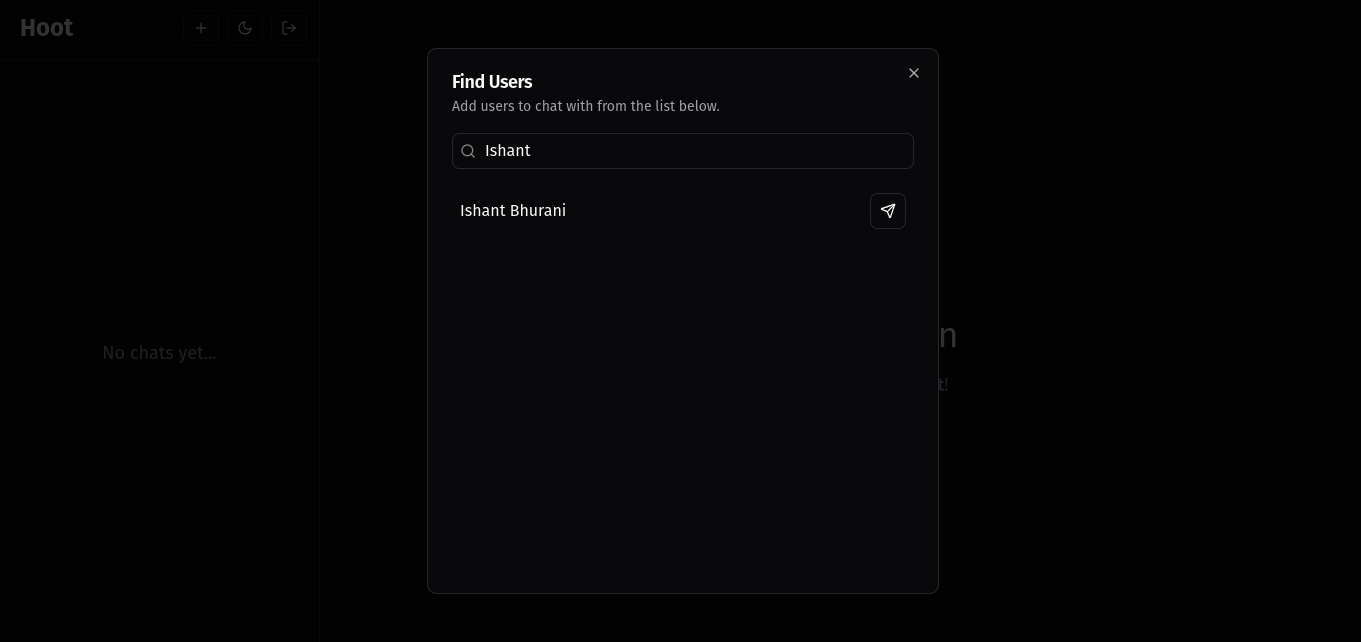 Hoot
Find Users
Add users to chat with from the list below.
Ishant
Ishant Bhurani
No chats yet...